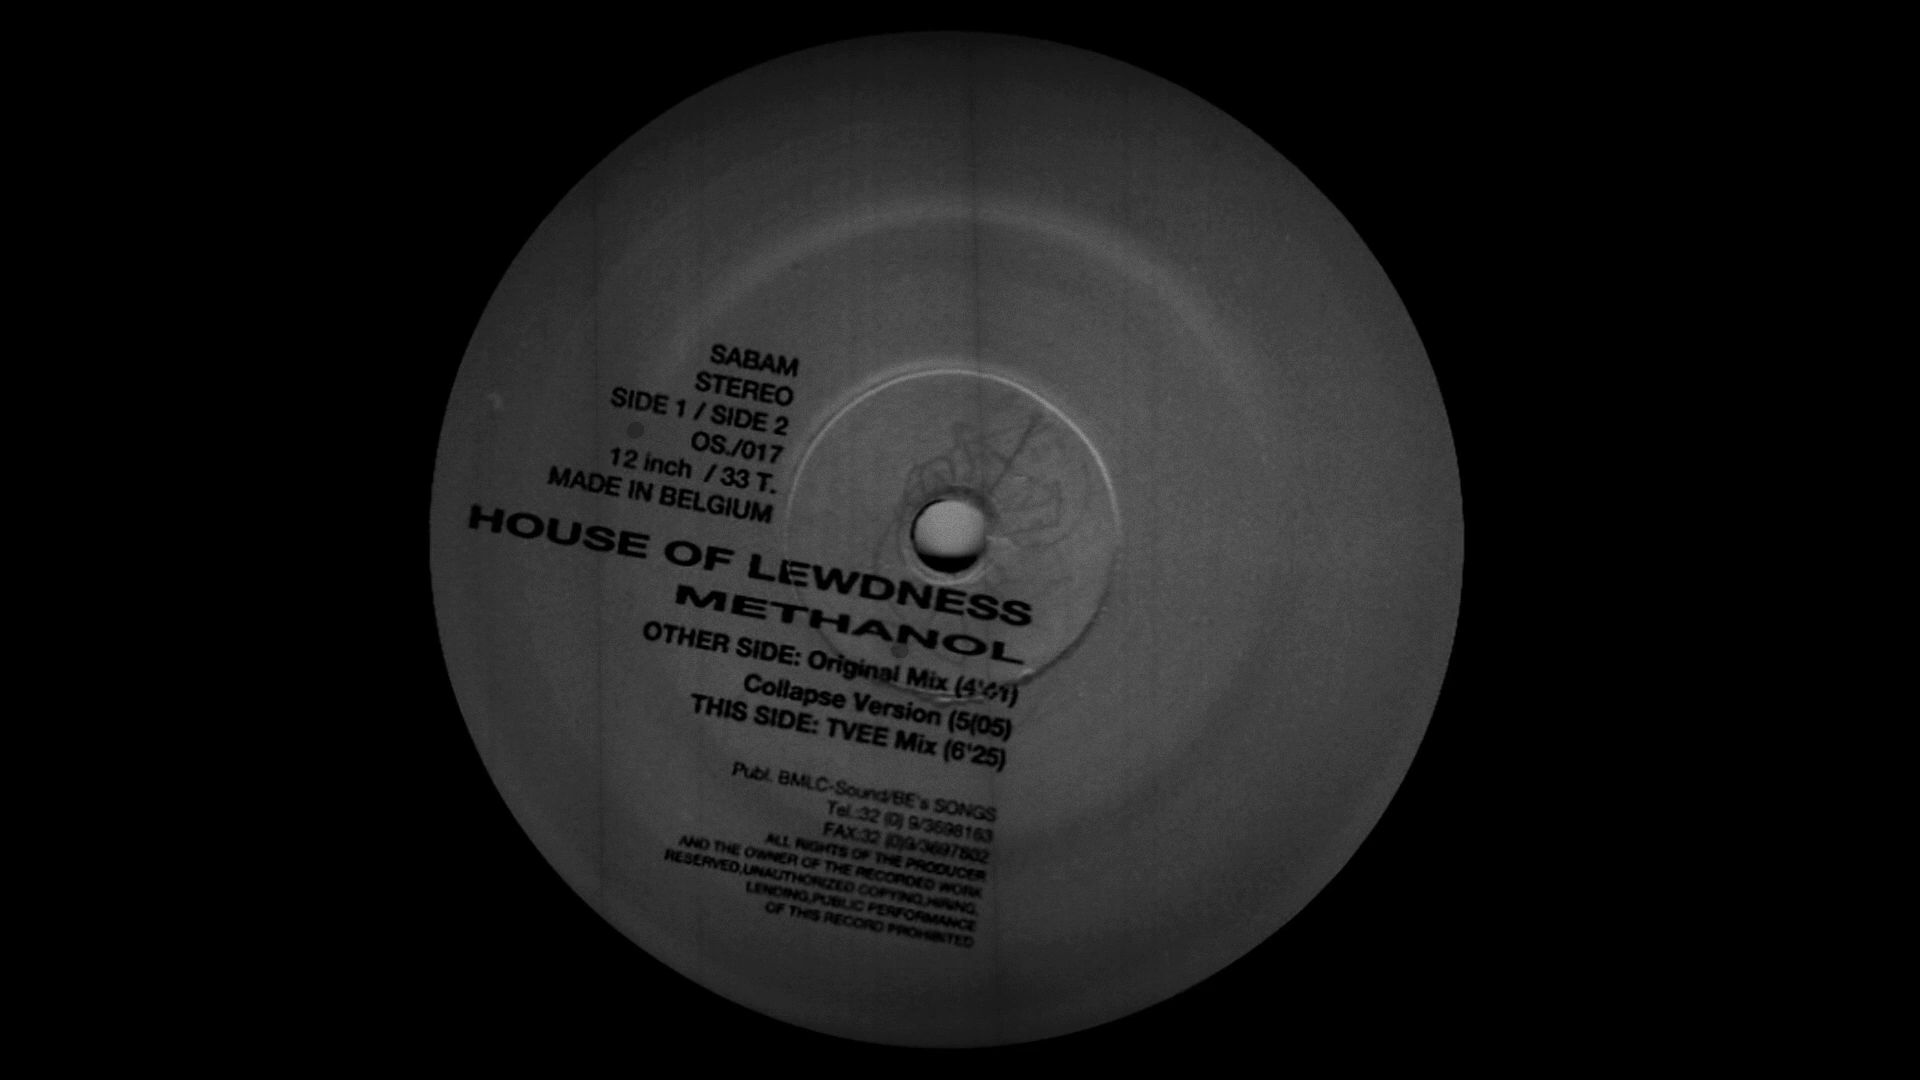 SABAM
STEREO
SIDE 1 / SIDE 2
OS./017
12 inch / 33 T.
MADE IN BELGIUM
HOUSE OF LEWDNESS
METHANOL
OTHER SIDE: Original Mix (4'41)
Collapse Version (5(05)
THIS SIDE: TVEE Mix (6'25)
Publ. BMLC-Sound/BE's SONGS
Tel.:32 (0) 9/3698163
FAX:32 (0)9/3697802
ALL RIGHTS OF THE PRODUCER
AND THE OWNER OF THE RECORDED WORK
RESERVED,UNAUTHORIZED COPYING,HIRING,
LENDING,PUBLIC PERFORMANCE
OF THIS RECORD PROHIBITED